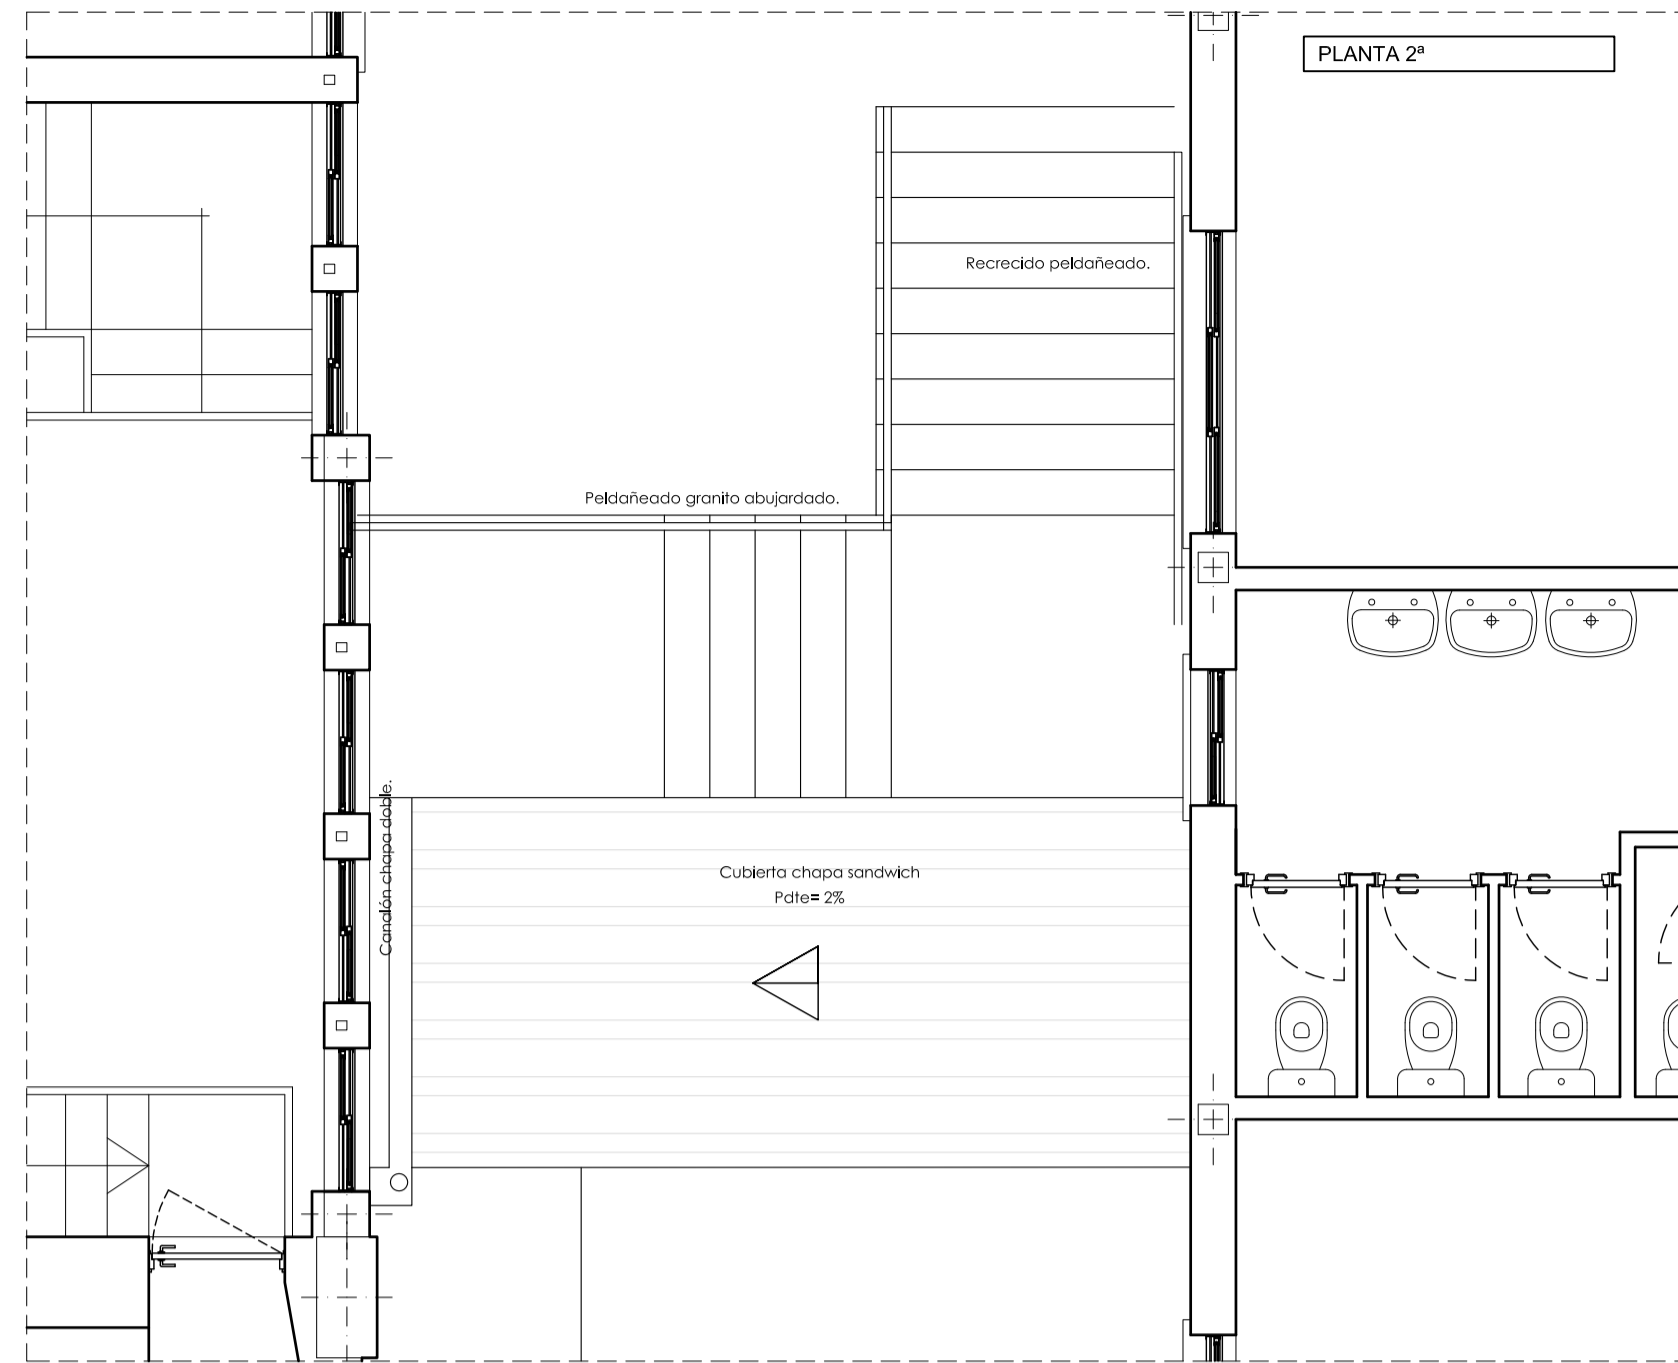 PLANTA 2ª
Recrecido peldañeado.
Peldañeado granito abujardado.
Canalón chapa doble.
Cubierta chapa sandwich
Pdte= 2%